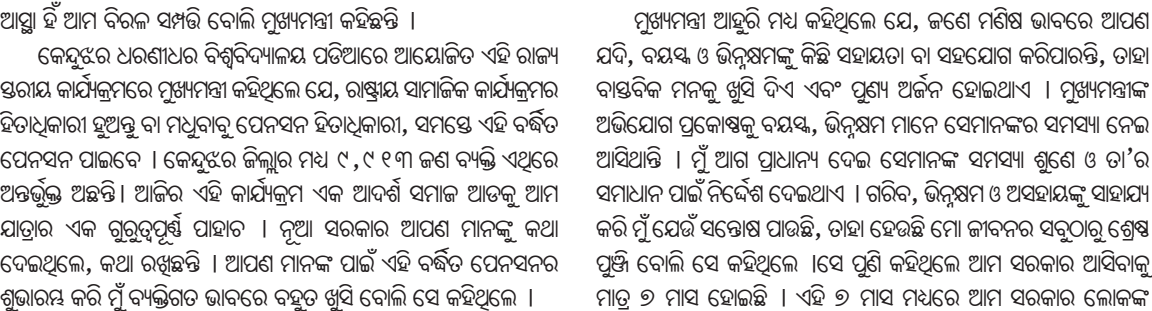 ଆସ୍ଥା ହିଁ ଆମ ବିରଳ ସମ୍ପତ୍ତି ବୋଲି ମୁଖ୍ୟମନ୍ତ୍ରୀ କହିଛନ୍ତି ।
କେନ୍ଦୁଝର ଧରଣୀଧର ବିଶ୍ୱବିଦ୍ୟାଳୟ ପଡିଆରେ ଆୟୋଜିତ ଏହି ରାଜ୍ୟ
ସ୍ତରୀୟ କାର୍ଯ୍ୟକ୍ରମରେ ମୁଖ୍ୟମନ୍ତ୍ରୀ କହିଥିଲେ ଯେ, ରାଷ୍ଟ୍ରୀୟ ସାମାଜିକ କାର୍ଯ୍ୟକ୍ରମର
ହିତାଧିକାରୀ ହୁଅନ୍ତୁ ବା ମଧୁବାବୁ ପେନସନ ହିତାଧିକାରୀ, ସମସ୍ତେ ଏହି ବର୍ଦ୍ଧିତ
ପେନସନ ପାଇବେ । କେନ୍ଦୁଝର ଜିଲ୍ଲାର ମଧ୍ୟ ୯,୯୧୩ ଜଣ ବ୍ୟକ୍ତି ଏଥିରେ
ଅନ୍ତର୍ଭୁକ୍ତ ଅଛନ୍ତି। ଆଜିର ଏହି କାର୍ଯ୍ୟକ୍ରମ ଏକ ଆଦର୍ଶ ସମାଜ ଆଡକୁ ଆମ
ଯାତ୍ରାର ଏକ ଗୁରୁତ୍ୱପୂର୍ଣ୍ଣ ପାହାଚ । ନୂଆ ସରକାର ଆପଣ ମାନଙ୍କୁ କଥା
ଦେଇଥିଲେ, କଥା ରଖିଛନ୍ତି । ଆପଣ ମାନଙ୍କ ପାଇଁ ଏହି ବର୍ଦ୍ଧିତ ପେନସନର
ଶୁଭାରମ୍ଭ କରି ମୁଁ ବ୍ୟକ୍ତିଗତ ଭାବରେ ବହୁତ ଖୁସି ବୋଲି ସେ କହିଥିଲେ ।
ମୁଖ୍ୟମନ୍ତ୍ରୀ ଆହୁରି ମଧ୍ୟ କହିଥିଲେ ଯେ, ଜଣେ ମଣିଷ ଭାବରେ ଆପଣ
ଯଦି, ବୟସ୍କ ଓ ଭିନ୍ନକ୍ଷମଙ୍କୁ କିଛି ସହାୟତା ବା ସହଯୋଗ କରିପାରନ୍ତି, ତାହା
ବାସ୍ତବିକ ମନକୁ ଖୁସି ଦିଏ ଏବଂ ପୁଣ୍ୟ ଅର୍ଜନ ହୋଇଥାଏ । ମୁଖ୍ୟମନ୍ତ୍ରୀଙ୍କ
ଅଭିଯୋଗ ପ୍ରକୋଷ୍ଠକୁ ବୟସ୍କ, ଭିନ୍ନକ୍ଷମ ମାନେ ସେମାନଙ୍କର ସମସ୍ୟା ନେଇ
ଆସିଥାନ୍ତି । ମୁଁ ଆଗ ପ୍ରାଧାନ୍ୟ ଦେଇ ସେମାନଙ୍କ ସମସ୍ୟା ଶୁଣେ ଓ ତା’ର
ସମାଧାନ ପାଇଁ ନିର୍ଦ୍ଦେଶ ଦେଇଥାଏ । ଗରିବ, ଭିନ୍ନକ୍ଷମ ଓ ଅସହାୟଙ୍କୁ ସାହାଯ୍ୟ
କରି ମୁଁ ଯେଉଁ ସନ୍ତୋଷ ପାଉଛି, ତାହା ହେଉଛି ମୋ ଜୀବନର ସବୁଠାରୁ ଶ୍ରେଷ୍ଠ
ପୁଞ୍ଜି ବୋଲି ସେ କହିଥିଲେ ।ସେ ପୁଣି କହିଥିଲେ ଆମ ସରକାର ଆସିବାକୁ
ମାତ୍ର ୭ ମାସ ହୋଇଛି । ଏହି ୭ ମାସ ମଧ୍ୟରେ ଆମ ସରକାର ଲୋକଙ୍କ